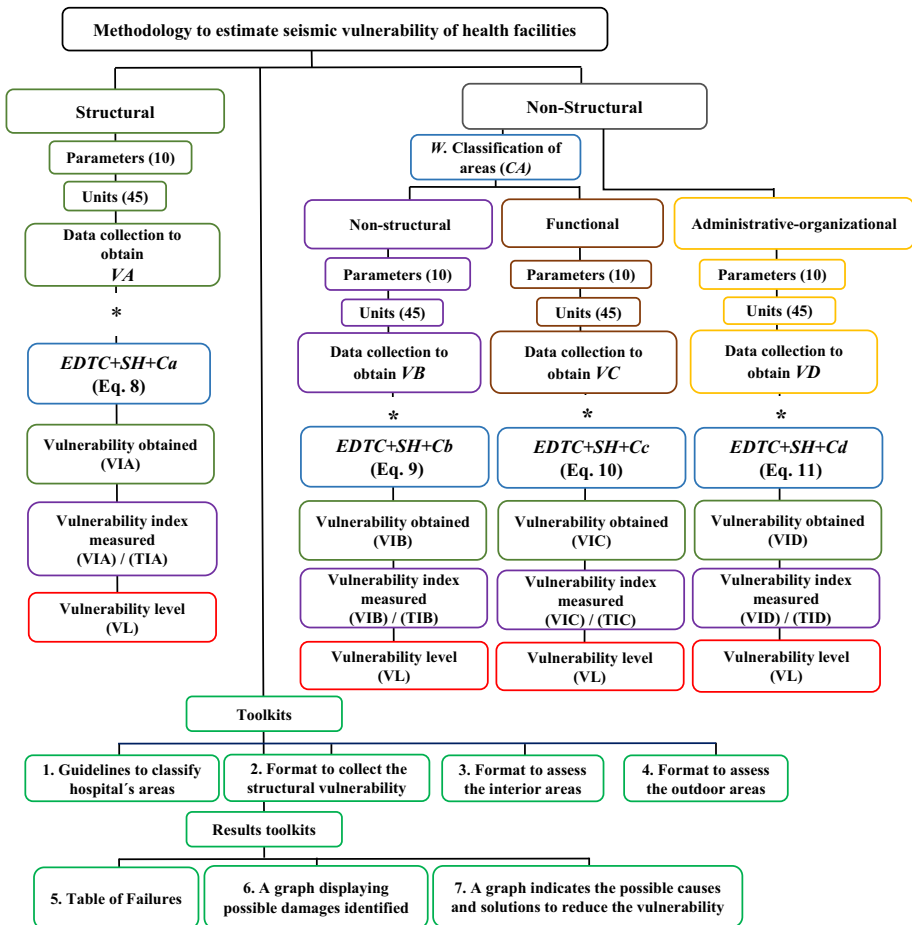 Methodology to estimate seismic vulnerability of health facilities
Structural
Parameters (10)
Units (45)
Data collection to
obtain
VA
*
EDTC+SH+Ca
(Eq. 8)
Vulnerability obtained
(VIA)
Vulnerability index
measured
(VIA) / (TIA)
Vulnerability level
(VL)
Non-Structural
W. Classification of
areas (CA)
Non-structural
Parameters (10)
Units (45)
Data collection to
obtain VB
*
EDTC+SH+Cb
(Eq. 9)
Vulnerability obtained
(VIB)
Vulnerability index
measured
(VIB) / (TIB)
Vulnerability level
(VL)
Functional
Parameters (10)
Units (45)
Data collection to
obtain VC
*
EDTC+SH+Cc
(Eq. 10)
Vulnerability obtained
(VIC)
Vulnerability index
measured
(VIC) / (TIC)
Vulnerability level
(VL)
Administrative-organizational
Parameters (10)
Units (45)
Data collection to
obtain VD
*
EDTC+SH+Cd
(Eq. 11)
Vulnerability obtained
(VID)
Vulnerability index
measured
(VID) / (TID)
Vulnerability level
(VL)
Toolkits
1. Guidelines to classify
hospital´s areas
2. Format to collect the
structural vulnerability
3. Format to assess
the interior areas
4. Format to assess
the outdoor areas
Results toolkits
5. Table of Failures
6. A graph displaying
possible damages identified
7. A graph indicates the possible causes
and solutions to reduce the vulnerability